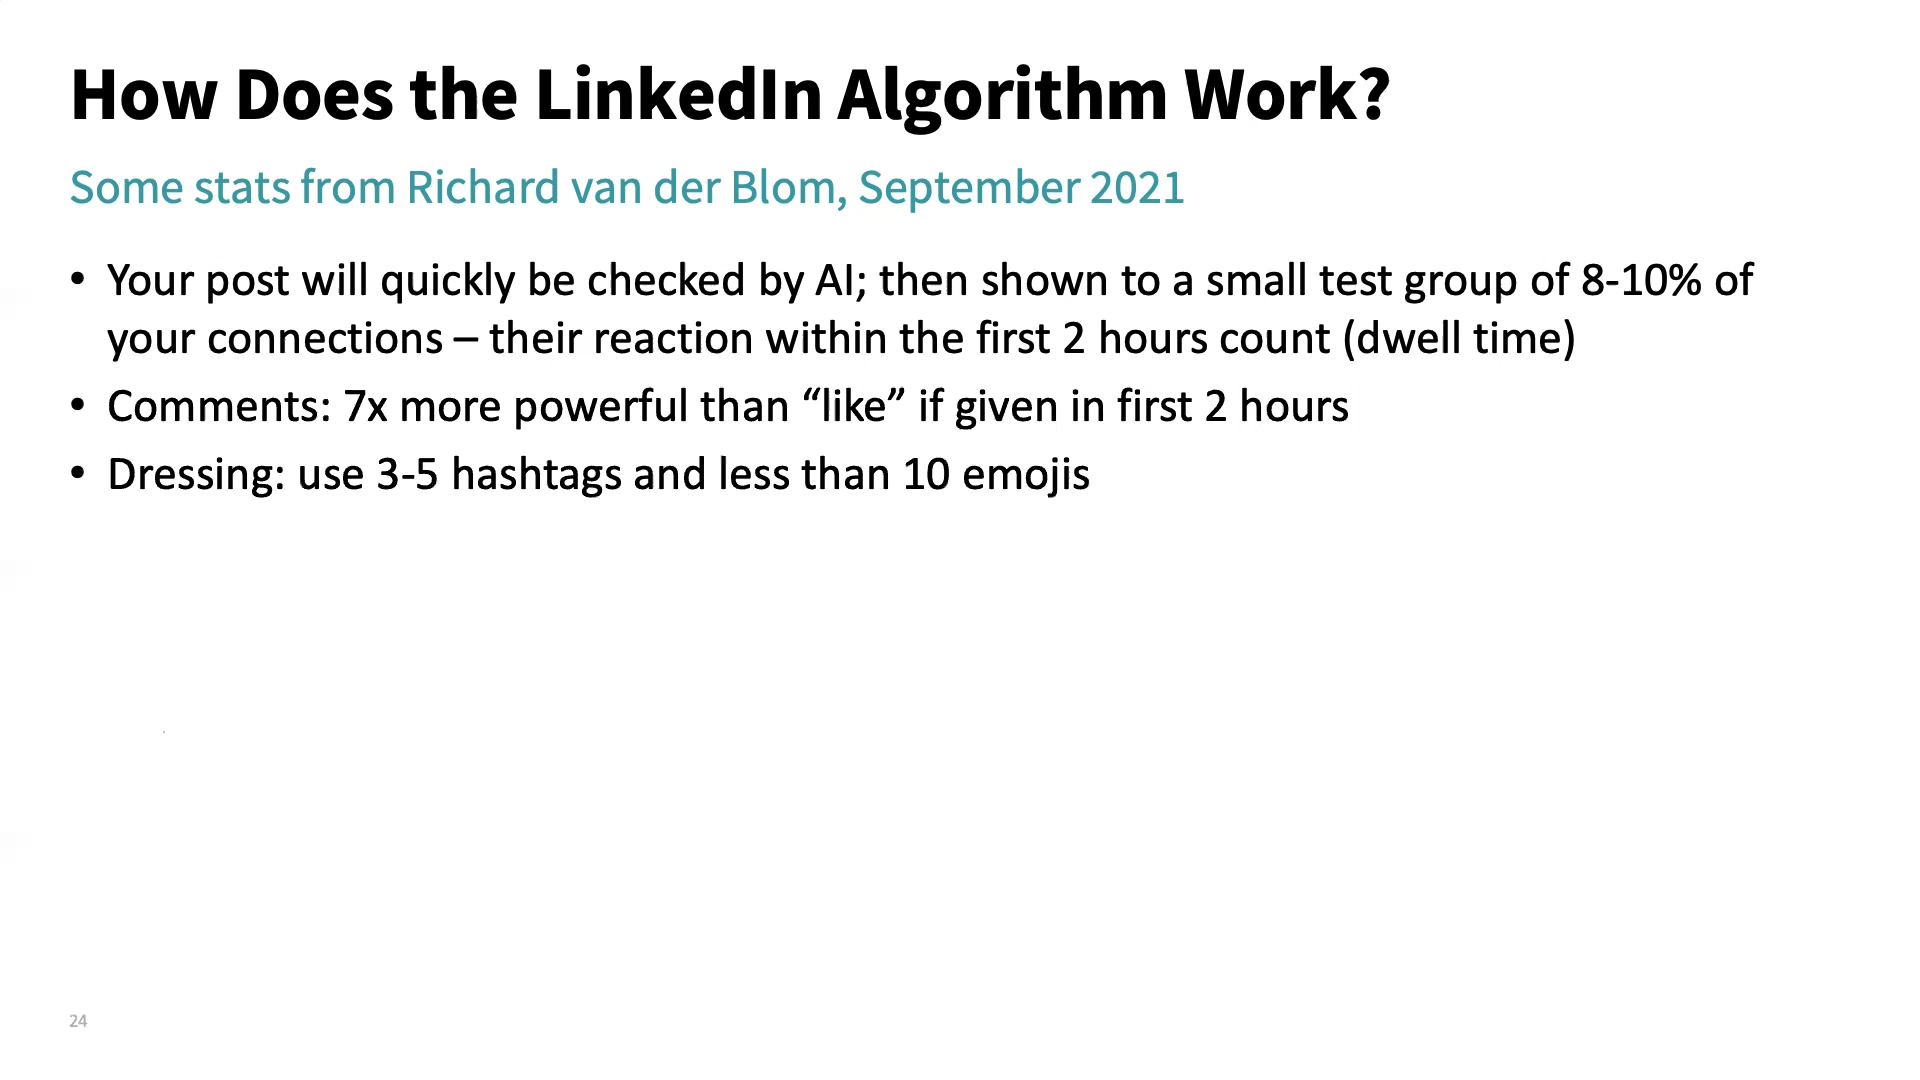 How Does the LinkedIn Algorithm Work?
Some stats from Richard van der Blom, September 2021
• Your post will quickly be checked by AI; then shown to a small test group of 8-10% of
your connections – their reaction within the first 2 hours count (dwell time)
• Comments: 7x more powerful than “like” if given in first 2 hours
• Dressing: use 3-5 hashtags and less than 10 emojis
24